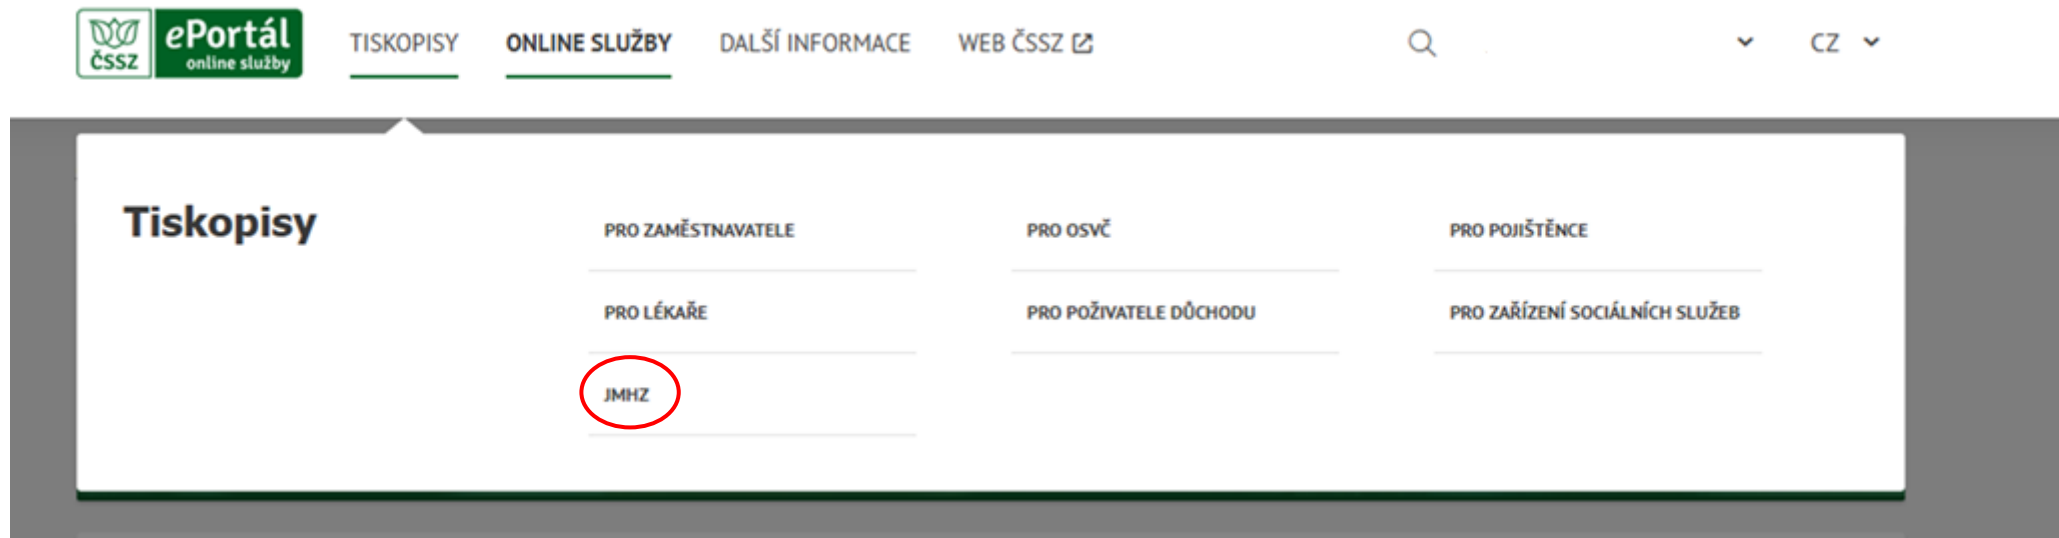 ČSSZ ePortál online služby
TISKOPISY ONLINE SLUŽBY DALŠÍ INFORMACE WEB ČSSZ CZ
Tiskopisy
PRO ZAMĚSTNAVATELE PRO OSVČ PRO POJIŠTĚNCE
PRO LÉKAŘE PRO POŽIVATELE DŮCHODU PRO ZAŘÍZENÍ SOCIÁLNÍCH SLUŽEB
JMHZ